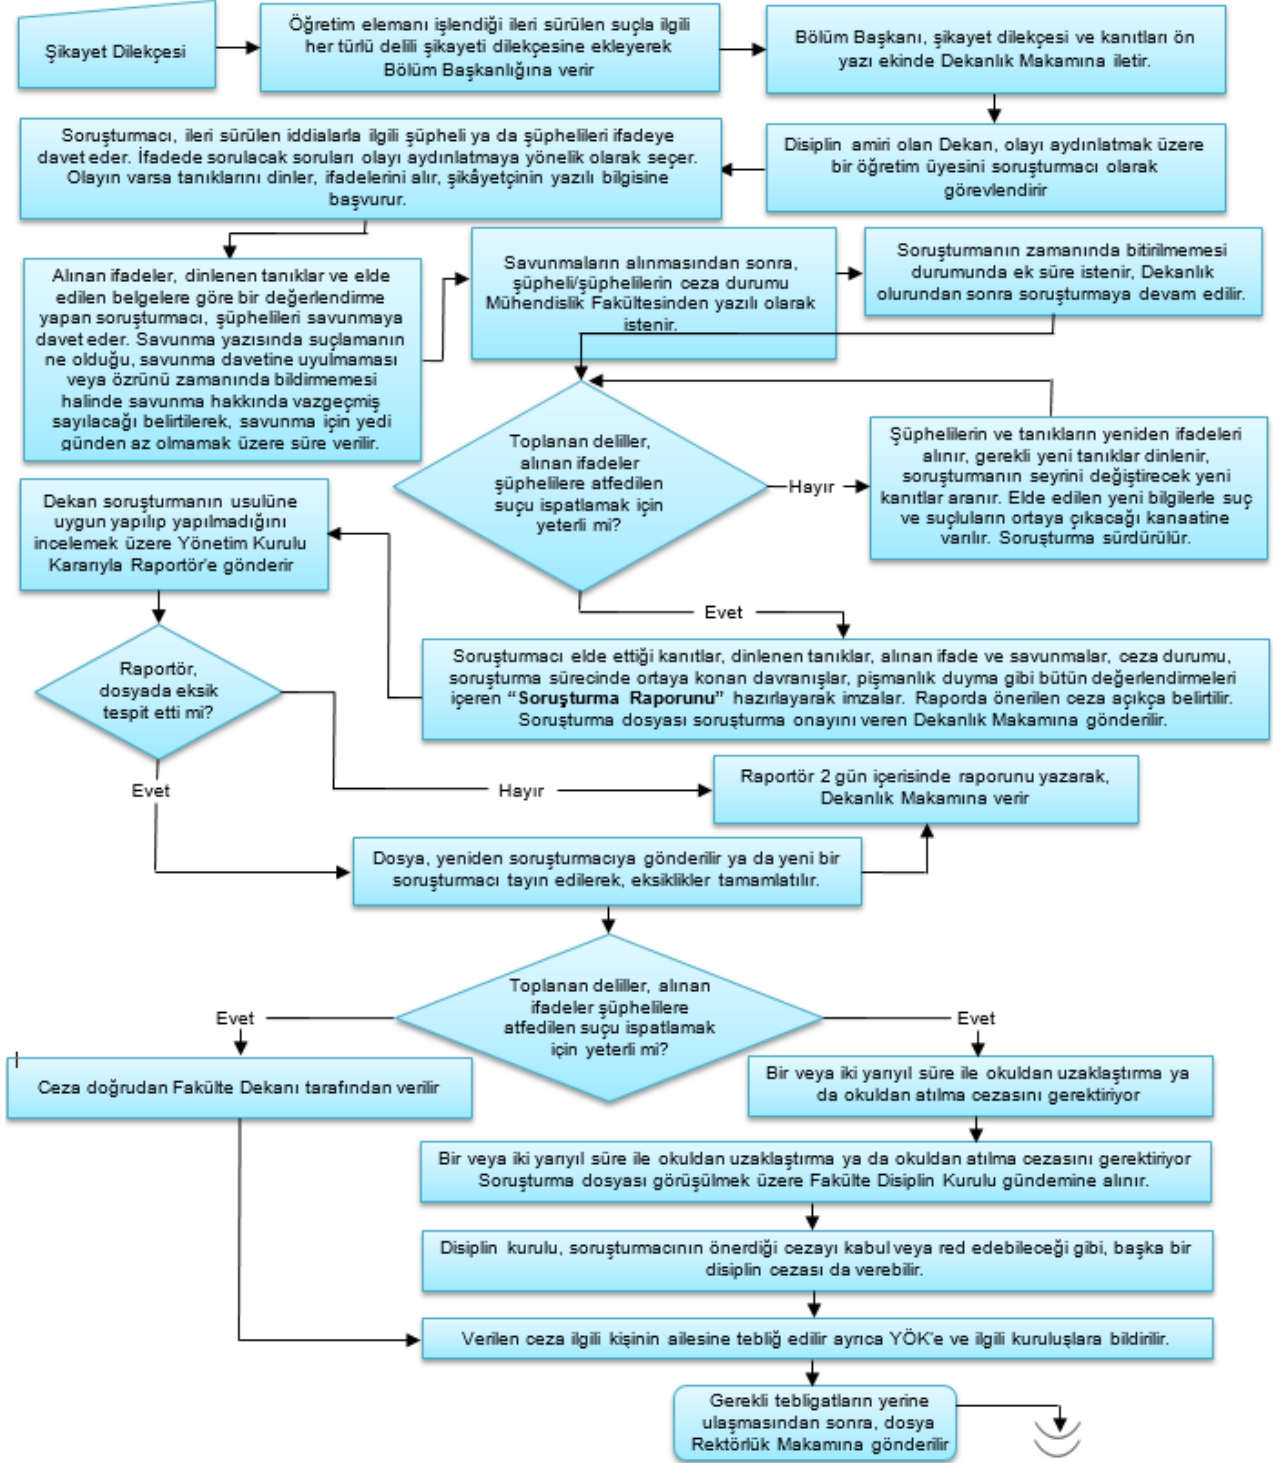 Şikayet Dilekçesi
Öğretim elemanı işlendiği ileri sürülen suçla ilgili
her türlü delili şikayeti dilekçesine ekleyerek
Bölüm Başkanlığına verir
Bölüm Başkanı, şikayet dilekçesi ve kanıtları ön
yazı ekinde Dekanlık Makamına iletir.
Disiplin amiri olan Dekan, olayı aydınlatmak üzere
bir öğretim üyesini soruşturmacı olarak
görevlendirir
Soruşturmacı, ileri sürülen iddialarla ilgili şüpheli ya da şüphelileri ifadeye
davet eder. İfadede sorulacak soruları olayı aydınlatmaya yönelik olarak seçer.
Olayın varsa tanıklarını dinler, ifadelerini alır, şikâyetçinin yazılı bilgisine
başvurur.
Alınan ifadeler, dinlenen tanıklar ve elde
edilen belgelere göre bir değerlendirme
yapan soruşturmacı, şüphelileri savunmaya
davet eder. Savunma yazısında suçlamanın
ne olduğu, savunma davetine uyulmaması
veya özrünü zamanında bildirmemesi
halinde savunma hakkında vazgeçmiş
sayılacağı belirtilerek, savunma için yedi
günden az olmamak üzere süre verilir.
Savunmaların alınmasından sonra,
şüpheli/şüphelilerin ceza durumu
Mühendislik Fakültesinden yazılı olarak
istenir.
Soruşturmanın zamanında bitirilmemesi
durumunda ek süre istenir, Dekanlık
olurundan sonra soruşturmaya devam edilir.
Toplanan deliller,
alınan ifadeler
şüphelilere atfedilen
suçu ispatlamak için
yeterli mi?
Hayır
Şüphelilerin ve tanıkların yeniden ifadeleri
alınır, gerekli yeni tanıklar dinlenir,
soruşturmanın seyrini değiştirecek yeni
kanıtlar aranır. Elde edilen yeni bilgilerle suç
ve suçluların ortaya çıkacağı kanaatine
varılır. Soruşturma sürdürülür.
Evet
Soruşturmacı elde ettiği kanıtlar, dinlenen tanıklar, alınan ifade ve savunmalar, ceza durumu,
soruşturma sürecinde ortaya konan davranışlar, pişmanlık duyma gibi bütün değerlendirmeleri
içeren “Soruşturma Raporunu” hazırlayarak imzalar. Raporda önerilen ceza açıkça belirtilir.
Soruşturma dosyası soruşturma onayını veren Dekanlık Makamına gönderilir.
Dekan soruşturmanın usulüne
uygun yapılıp yapılmadığını
incelemek üzere Yönetim Kurulu
Kararıyla Raportör'e gönderir
Raportör,
dosyada eksik
tespit etti mi?
Evet
Hayır
Raportör 2 gün içerisinde raporunu yazarak,
Dekanlık Makamına verir
Dosya, yeniden soruşturmacıya gönderilir ya da yeni bir
soruşturmacı tayin edilerek, eksiklikler tamamlatılır.
Toplanan deliller, alınan
ifadeler şüphelilere
atfedilen suçu ispatlamak
için yeterli mi?
Evet
Evet
Ceza doğrudan Fakülte Dekanı tarafından verilir
Bir veya iki yarıyıl süre ile okuldan uzaklaştırma ya
da okuldan atılma cezasını gerektiriyor
Bir veya iki yarıyıl süre ile okuldan uzaklaştırma ya da okuldan atılma cezasını gerektiriyor
Soruşturma dosyası görüşülmek üzere Fakülte Disiplin Kurulu gündemine alınır.
Disiplin kurulu, soruşturmacının önerdiği cezayı kabul veya red edebileceği gibi, başka bir
disiplin cezası da verebilir.
Verilen ceza ilgili kişinin ailesine tebliğ edilir ayrıca YÖK'e ve ilgili kuruluşlara bildirilir.
Gerekli tebligatların yerine
ulaşmasından sonra, dosya
Rektörlük Makamına gönderilir